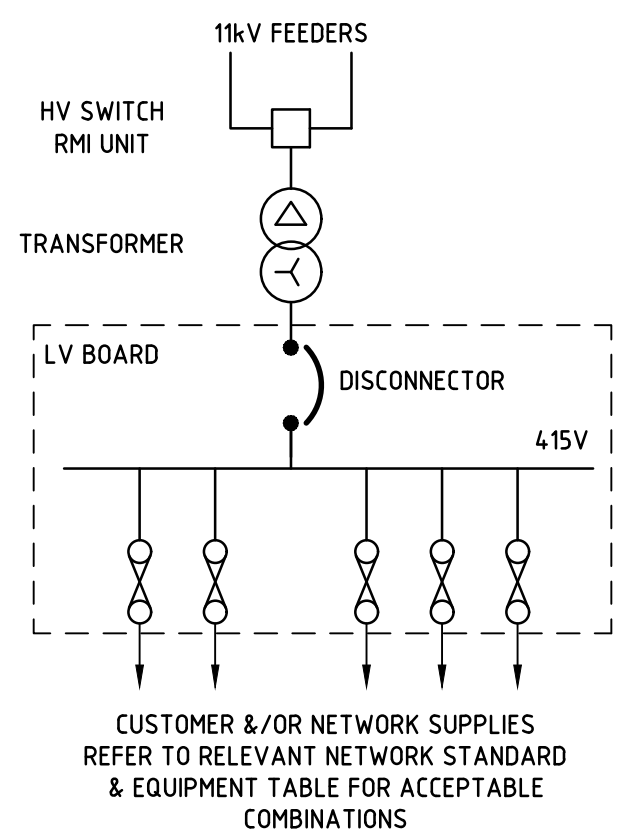 11kV FEEDERS
HV SWITCH
RMI UNIT
TRANSFORMER
LV BOARD
DISCONNECTOR
415V
CUSTOMER &/OR NETWORK SUPPLIES
REFER TO RELEVANT NETWORK STANDARD
& EQUIPMENT TABLE FOR ACCEPTABLE
COMBINATIONS